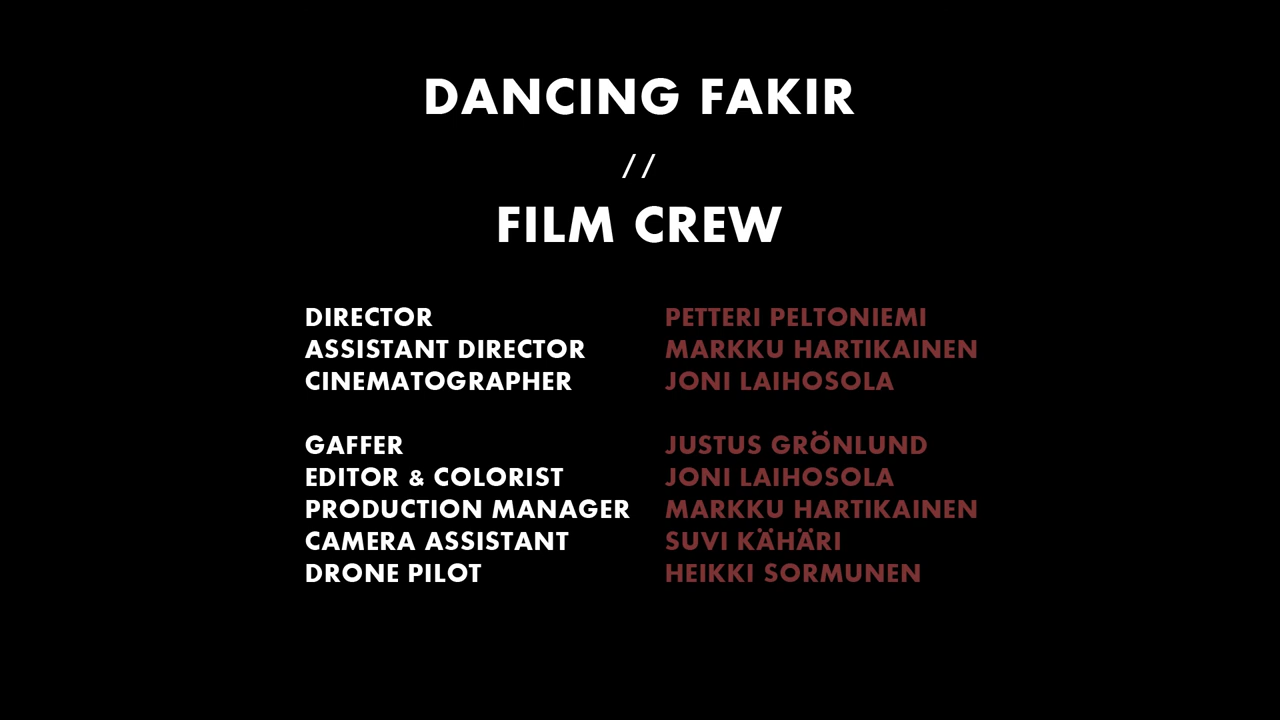 DANCING FAKIR
//
FILM CREW
DIRECTOR PETTERI PELTONIEMI
ASSISTANT DIRECTOR MARKKU HARTIKAINEN
CINEMATOGRAPHER JONI LAIHOSOLA
GAFFER JUSTUS GRÖNLUND
EDITOR & COLORIST JONI LAIHOSOLA
PRODUCTION MANAGER MARKKU HARTIKAINEN
CAMERA ASSISTANT SUVI KÄHÄRI
DRONE PILOT HEIKKI SORMUNEN